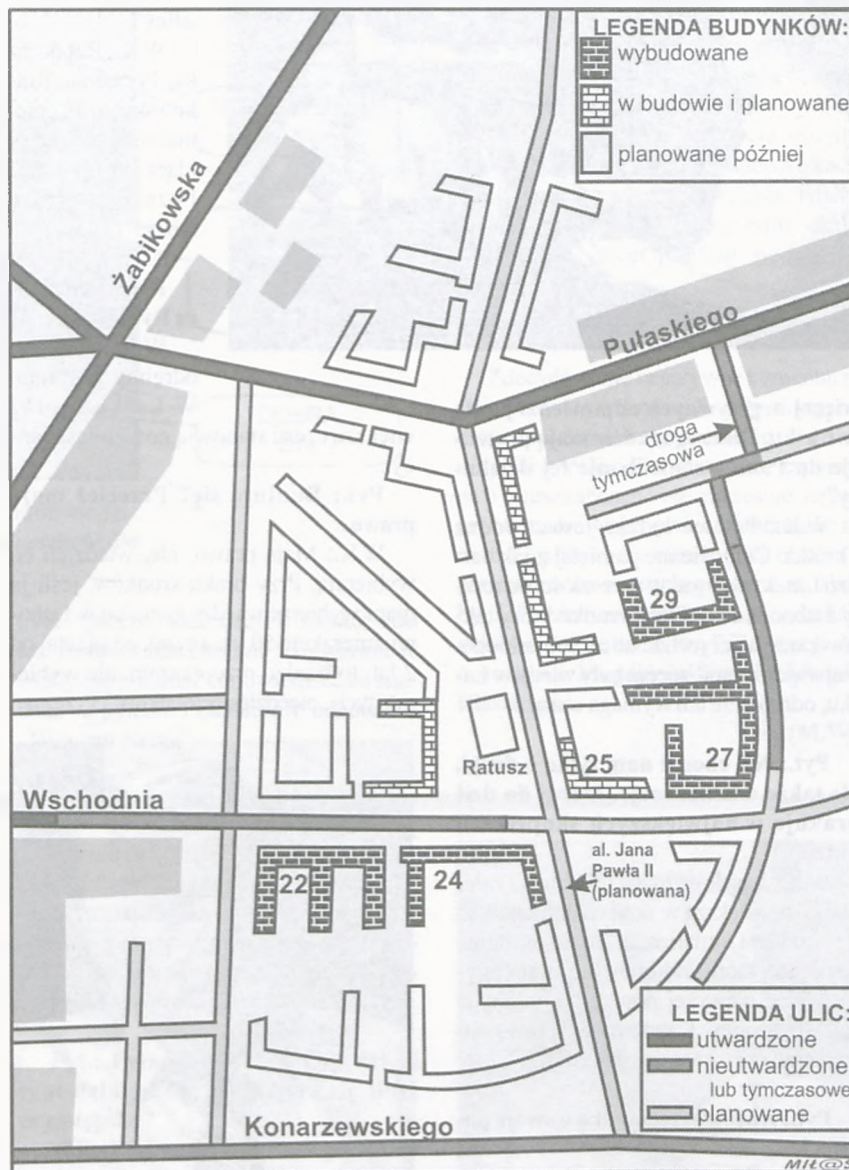 LEGENDA BUDYNKÓW:
wybudowane
w budowie i planowane
planowane później
Żabikowska
Pułaskiego
droga
tymczasowa
29
Ratusz
25
27
Wschodnia
22
24
al. Jana
Pawła II
(planowana)
LEGENDA ULIC:
utwardzone
nieutwardzone
lub tymczasowe
planowane
Konarzewskiego